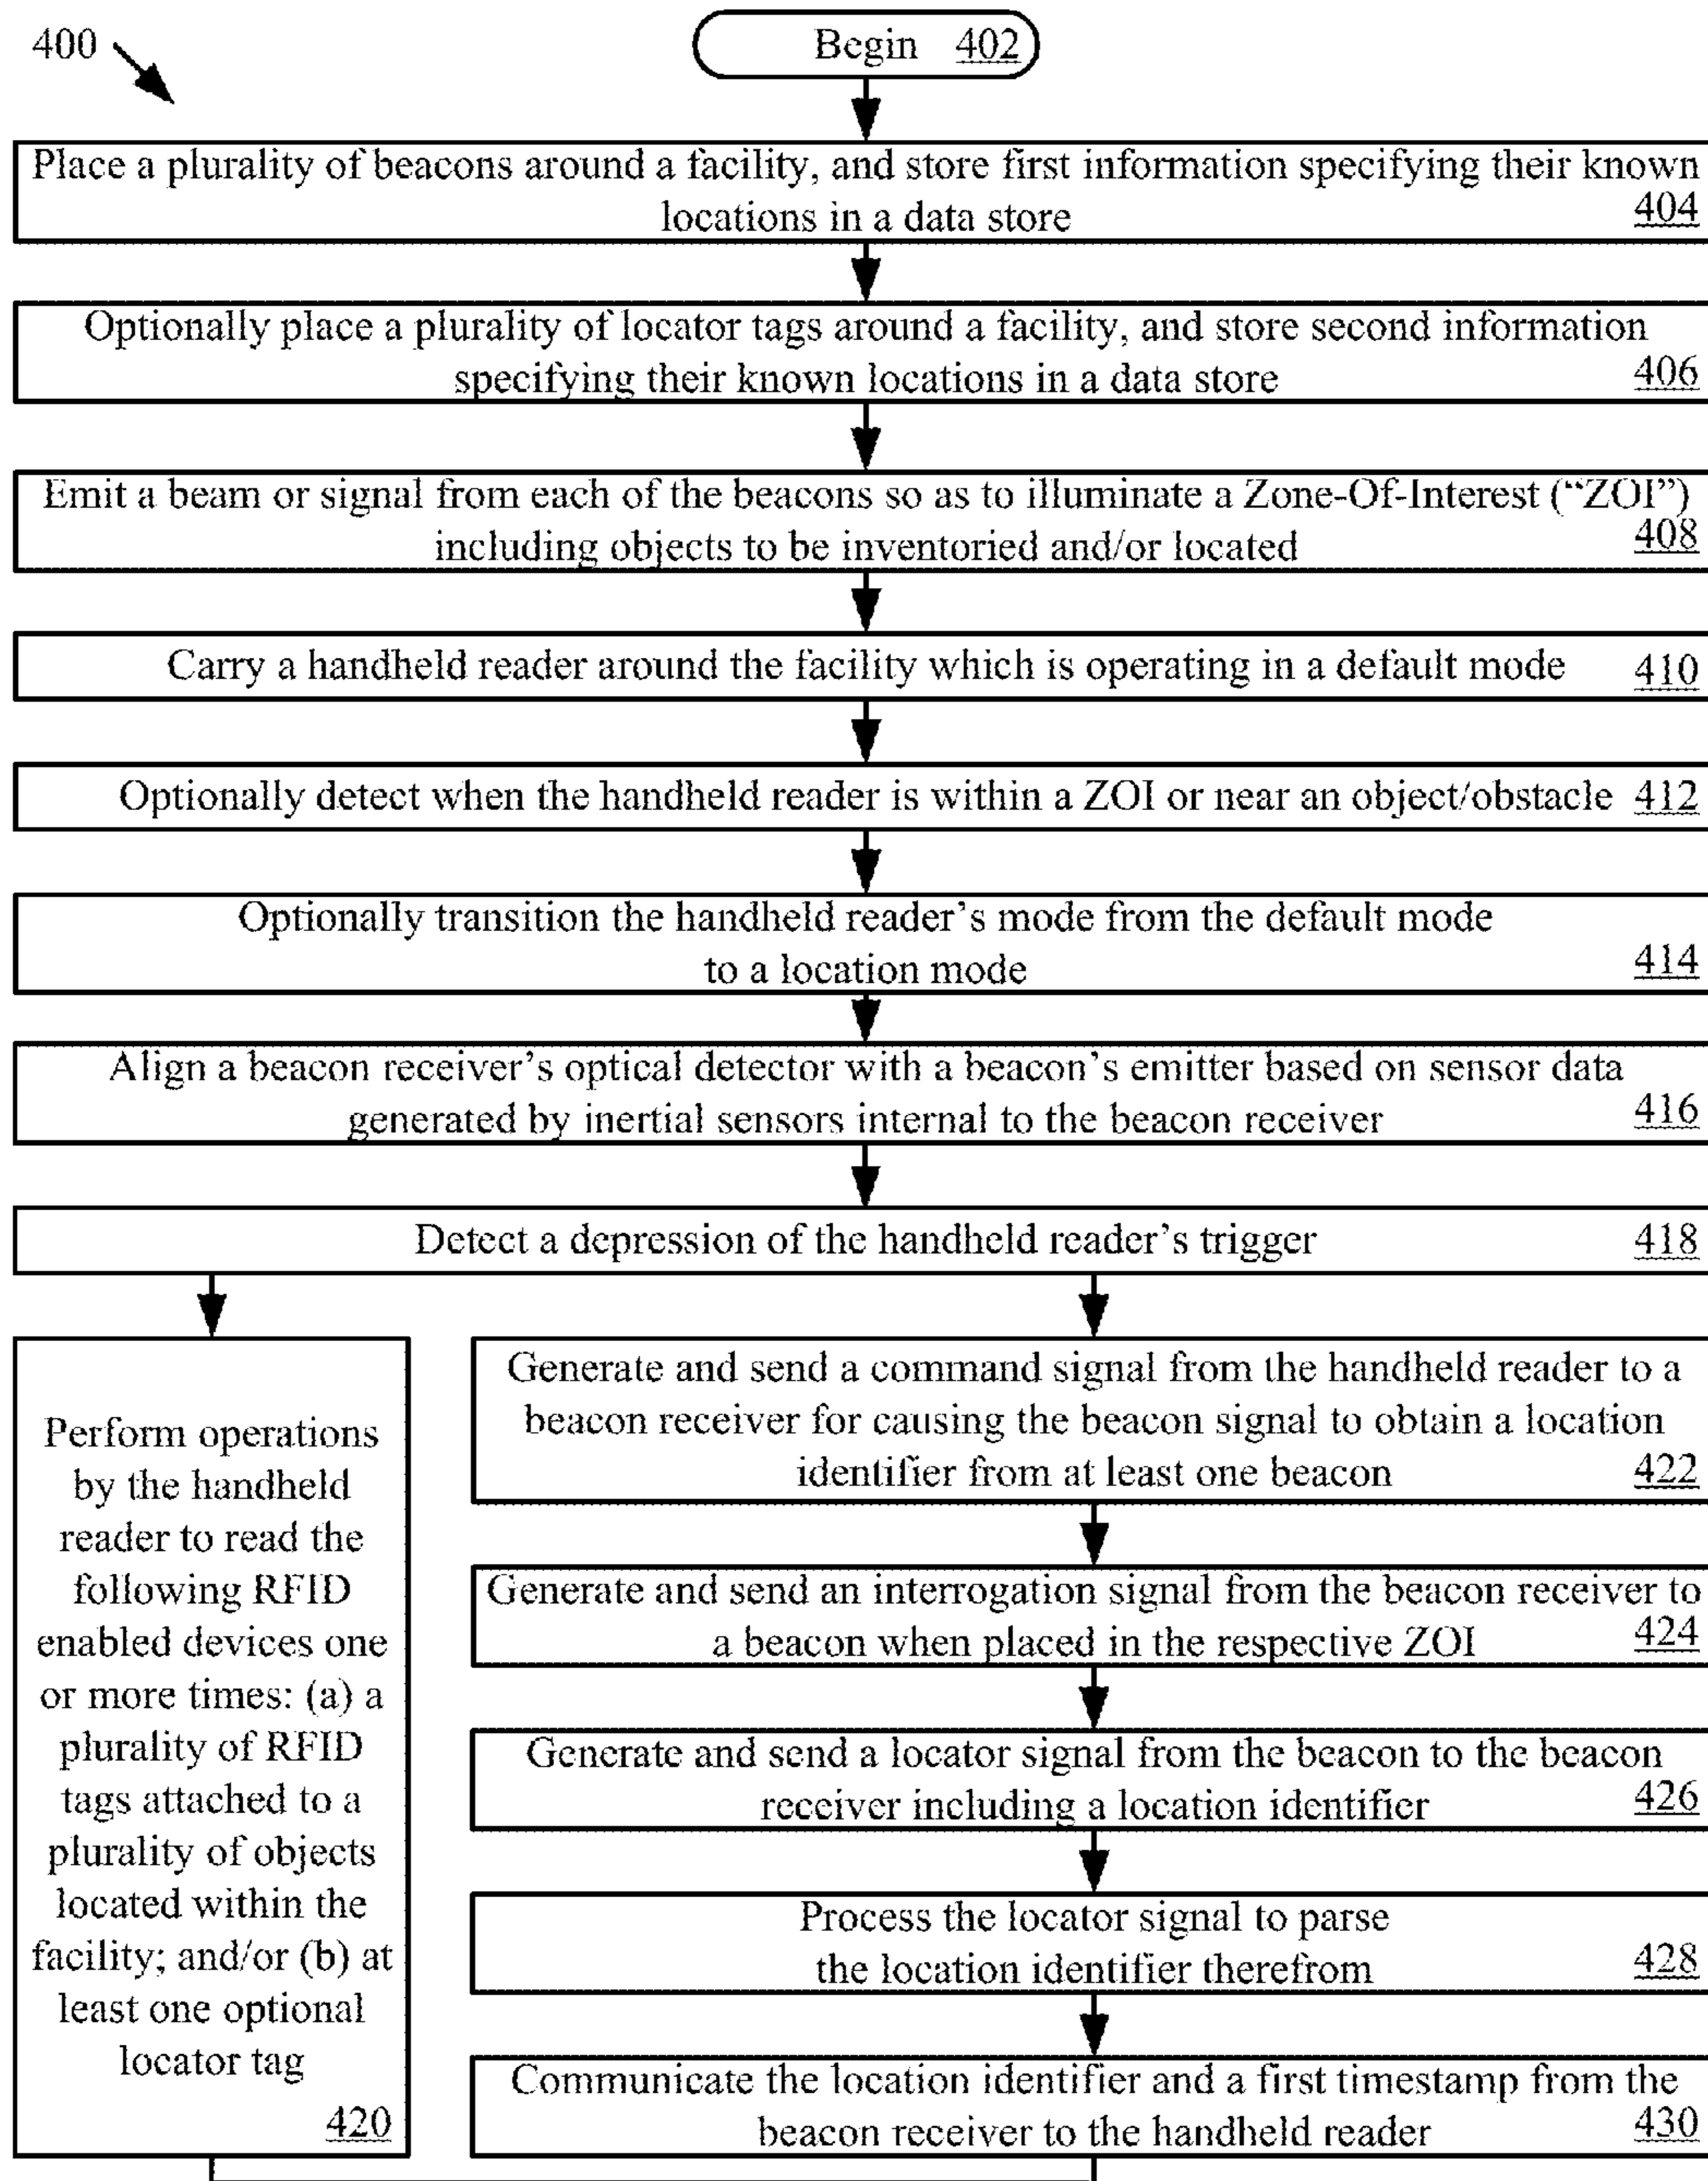 400
Begin 402
Place a plurality of beacons around a facility, and store first information specifying their known
locations in a data store 404
Optionally place a plurality of locator tags around a facility, and store second information
specifying their known locations in a data store 406
Emit a beam or signal from each of the beacons so as to illuminate a Zone-Of-Interest (“ZOI”)
including objects to be inventoried and/or located 408
Carry a handheld reader around the facility which is operating in a default mode 410
Optionally detect when the handheld reader is within a ZOI or near an object/obstacle 412
Optionally transition the handheld reader’s mode from the default mode
to a location mode 414
Align a beacon receiver’s optical detector with a beacon’s emitter based on sensor data
generated by inertial sensors internal to the beacon receiver 416
Detect a depression of the handheld reader’s trigger 418
Perform operations
by the handheld
reader to read the
following RFID
enabled devices one
or more times: (a) a
plurality of RFID
tags attached to a
plurality of objects
located within the
facility; and/or (b) at
least one optional
locator tag
420
Generate and send a command signal from the handheld reader to a
beacon receiver for causing the beacon signal to obtain a location
identifier from at least one beacon 422
Generate and send an interrogation signal from the beacon receiver to
a beacon when placed in the respective ZOI 424
Generate and send a locator signal from the beacon to the beacon
receiver including a location identifier 426
Process the locator signal to parse
the location identifier therefrom 428
Communicate the location identifier and a first timestamp from the
beacon receiver to the handheld reader 430